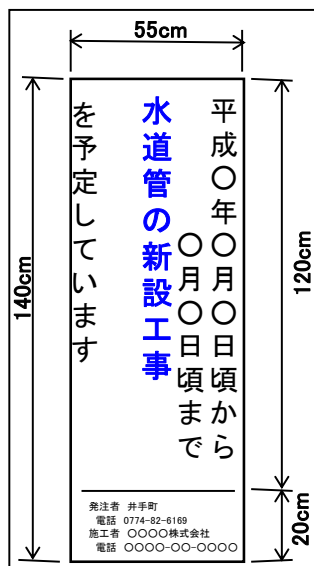 55cm
140cm
120cm
20cm
平成〇年〇月〇日頃から
〇月〇日頃まで
水道管の新設工事
を予定しています
発注者 井手町
電話 0774-82-6169
施工者 〇〇〇〇株式会社
電話 〇〇〇〇-〇〇-〇〇〇〇